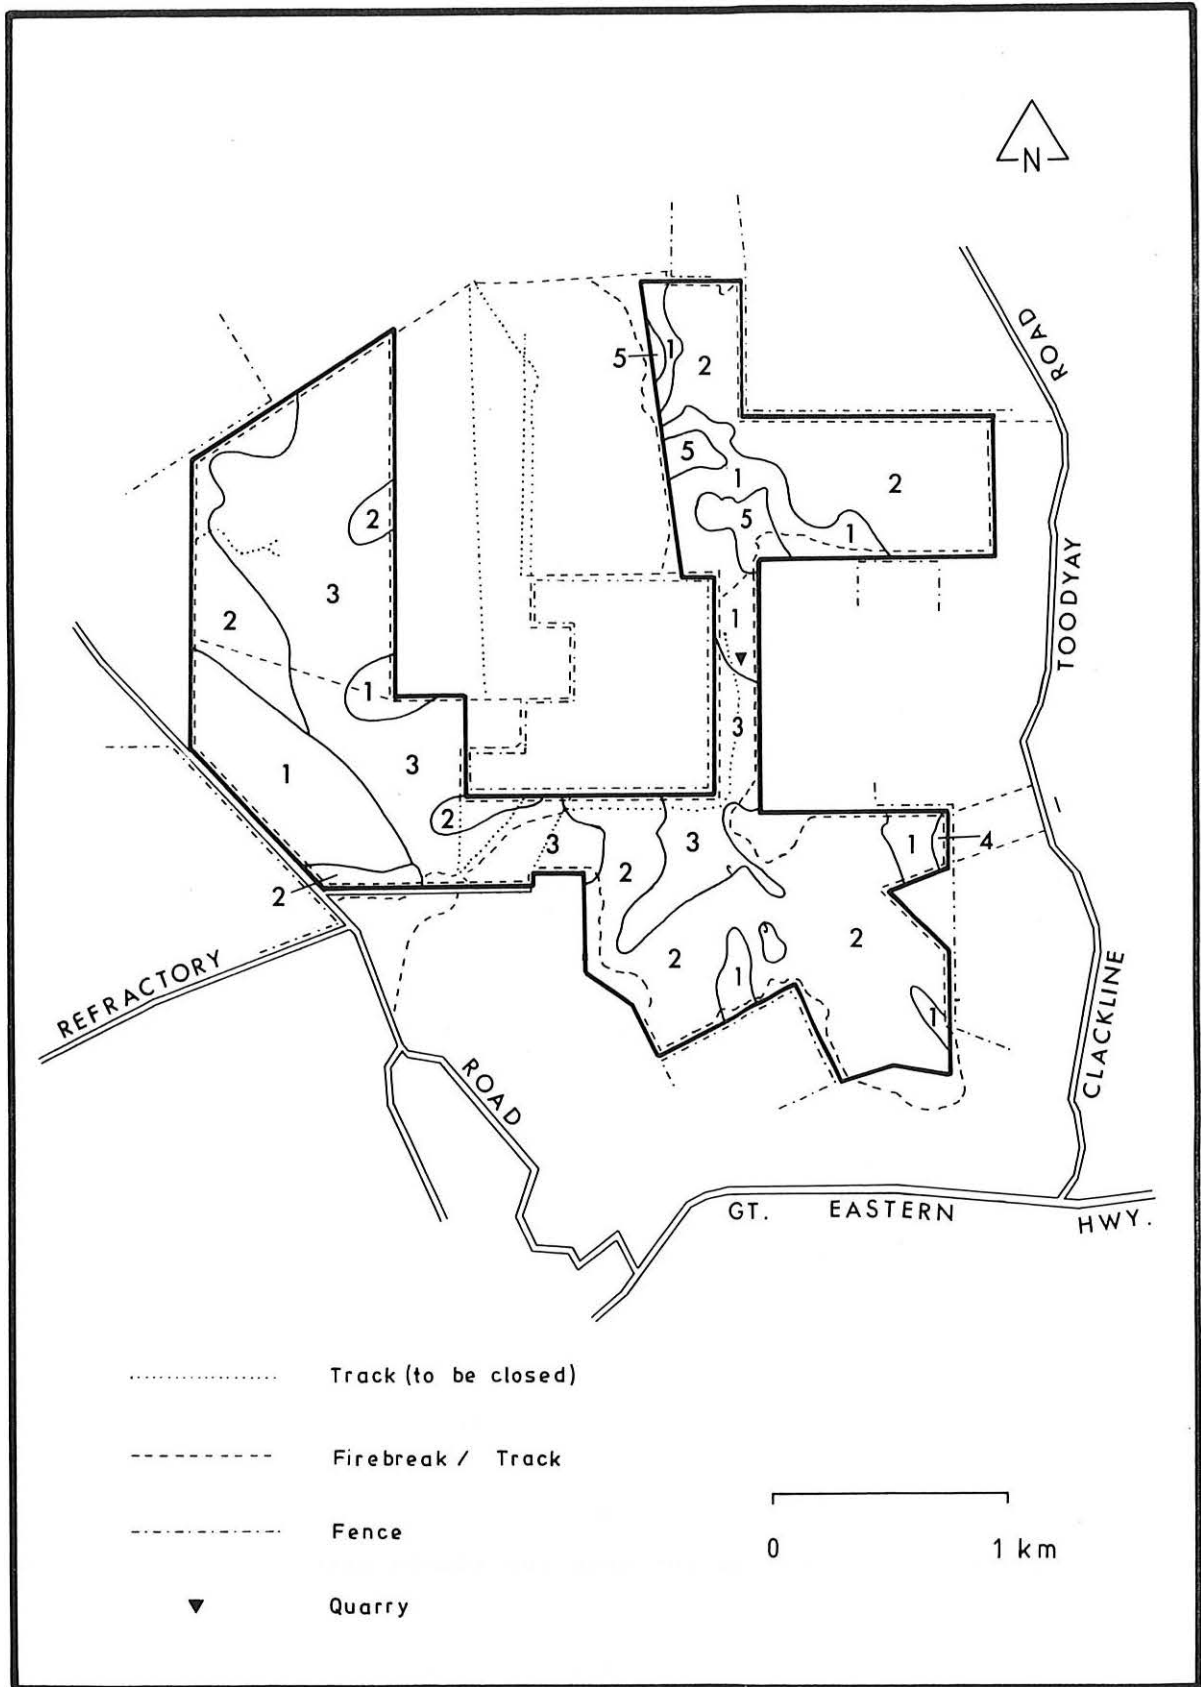 N
ROAD
5
1
2
5
1
2
2
5
1
3
2
1
TOODYAY
1
3
3
1
2
3
3
1
4
2
2
2
2
1
1
REFRACTORY
CLACKLINE
ROAD
GT. EASTERN HWY.
Track (to be closed)
Firebreak / Track
Fence
0 1 km
Quarry